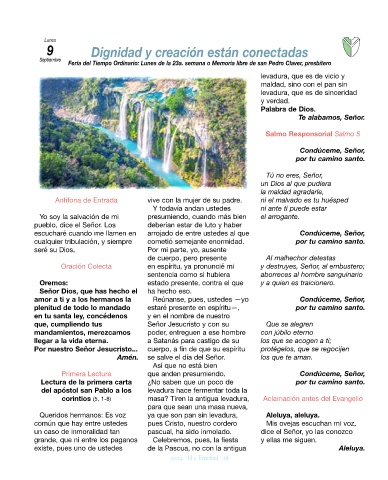 Lunes
9
Septiembre
Dignidad y creación están conectadas
Feria del Tiempo Ordinario: Lunes de la 23a. semana o Memoria libre de san Pedro Claver, presbítero
Antífona de Entrada
Yo soy la salvación de mi
pueblo, dice el Señor. Los
escucharé cuando me llamen en
cualquier tribulación, y siempre
seré su Dios.
Oración Colecta
Oremos:
Señor Dios, que has hecho el
amor a ti y a los hermanos la
plenitud de todo lo mandado
en tu santa ley, concédenos
que, cumpliendo tus
mandamientos, merezcamos
llegar a la vida eterna.
Por nuestro Señor Jesucristo...
Amén.
Primera Lectura
Lectura de la primera carta
del apóstol san Pablo a los
corintios (5, 1-8)
Queridos hermanos: Es voz
común que hay entre ustedes
un caso de inmoralidad tan
grande, que ni entre los paganos
existe, pues uno de ustedes
vive con la mujer de su padre.
Y todavía andan ustedes
presumiendo, cuando más bien
deberían estar de luto y haber
arrojado de entre ustedes al que
cometió semejante enormidad.
Por mi parte, yo, ausente
de cuerpo, pero presente
en espíritu, ya pronuncié mi
sentencia como si hubiera
estado presente, contra el que
ha hecho eso.
Reúnanse, pues, ustedes —yo
estaré presente en espíritu—,
y en el nombre de nuestro
Señor Jesucristo y con su
poder, entreguen a ese hombre
a Satanás para castigo de su
cuerpo, a fin de que su espíritu
se salve el día del Señor.
Así que no está bien
que anden presumiendo.
¿No saben que un poco de
levadura hace fermentar toda la
masa? Tiren la antigua levadura,
para que sean una masa nueva,
ya que son pan sin levadura,
pues Cristo, nuestro cordero
pascual, ha sido inmolado.
Celebremos, pues, la fiesta
de la Pascua, no con la antigua
levadura, que es de vicio y
maldad, sino con el pan sin
levadura, que es de sinceridad
y verdad.
Palabra de Dios.
Te alabamos, Señor.
Salmo Responsorial Salmo 5
Condúceme, Señor,
por tu camino santo.
Tú no eres, Señor,
un Dios al que pudiera
la maldad agradarle,
ni el malvado es tu huésped
ni ante ti puede estar
el arrogante.
Condúceme, Señor,
por tu camino santo.
Al malhechor detestas
y destruyes, Señor, al embustero;
aborreces al hombre sanguinario
y a quien es traicionero.
Condúceme, Señor,
por tu camino santo.
Que se alegren
con júbilo eterno
los que se acogen a ti;
protégelos, que se regocijen
los que te aman.
Condúceme, Señor,
por tu camino santo.
Aclamación antes del Evangelio
Aleluya, aleluya.
Mis ovejas escuchan mi voz,
dice el Señor, yo las conozco
y ellas me siguen.
Aleluya.